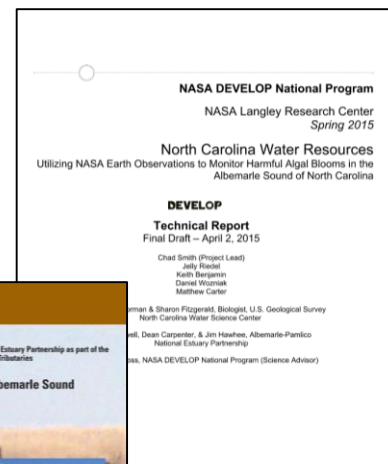 NASA DEVELOP National Program
NASA Langley Research Center
Spring 2015
North Carolina Water Resources
Utilizing NASA Earth Observations to Monitor Harmful Algal Blooms in the
Albemarle Sound of North Carolina
DEVELOP
Technical Report
Final Draft – April 2, 2015
Chad Smith (Project Lead)
Jelly Riedel
Keith Benjamin
Daniel Wozniak
Matthew Carter
& Sharon Fitzgerald, Biologist, U.S. Geological Survey
North Carolina Water Science Center
Dean Carpenter, & Jim Hawhee, Albemarle-Pamlico
National Estuary Partnership
NASA DEVELOP National Program (Science Advisor)
Estuary Partnership as part of the
Tributaries
bemarle Sound